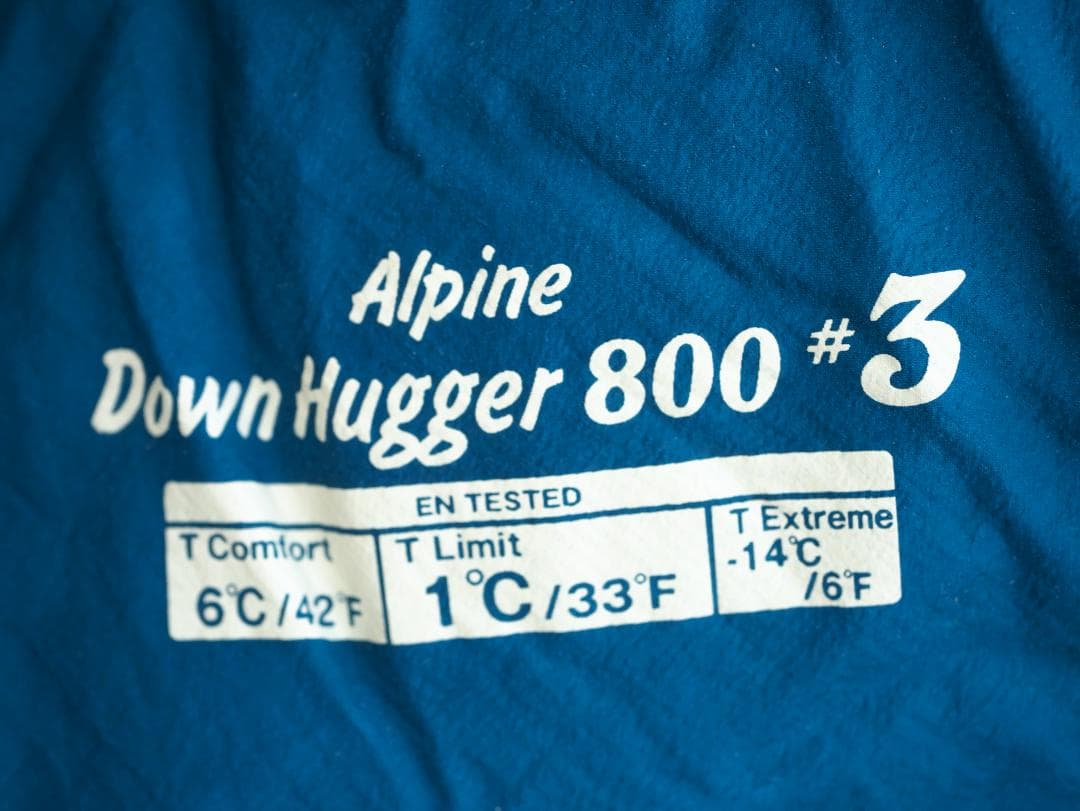 Alpine
Down Hugger 800 #3
EN TESTED
T Comfort
6℃/42°F
T Limit
1℃/33°F
T Extreme
-14℃
/6°F